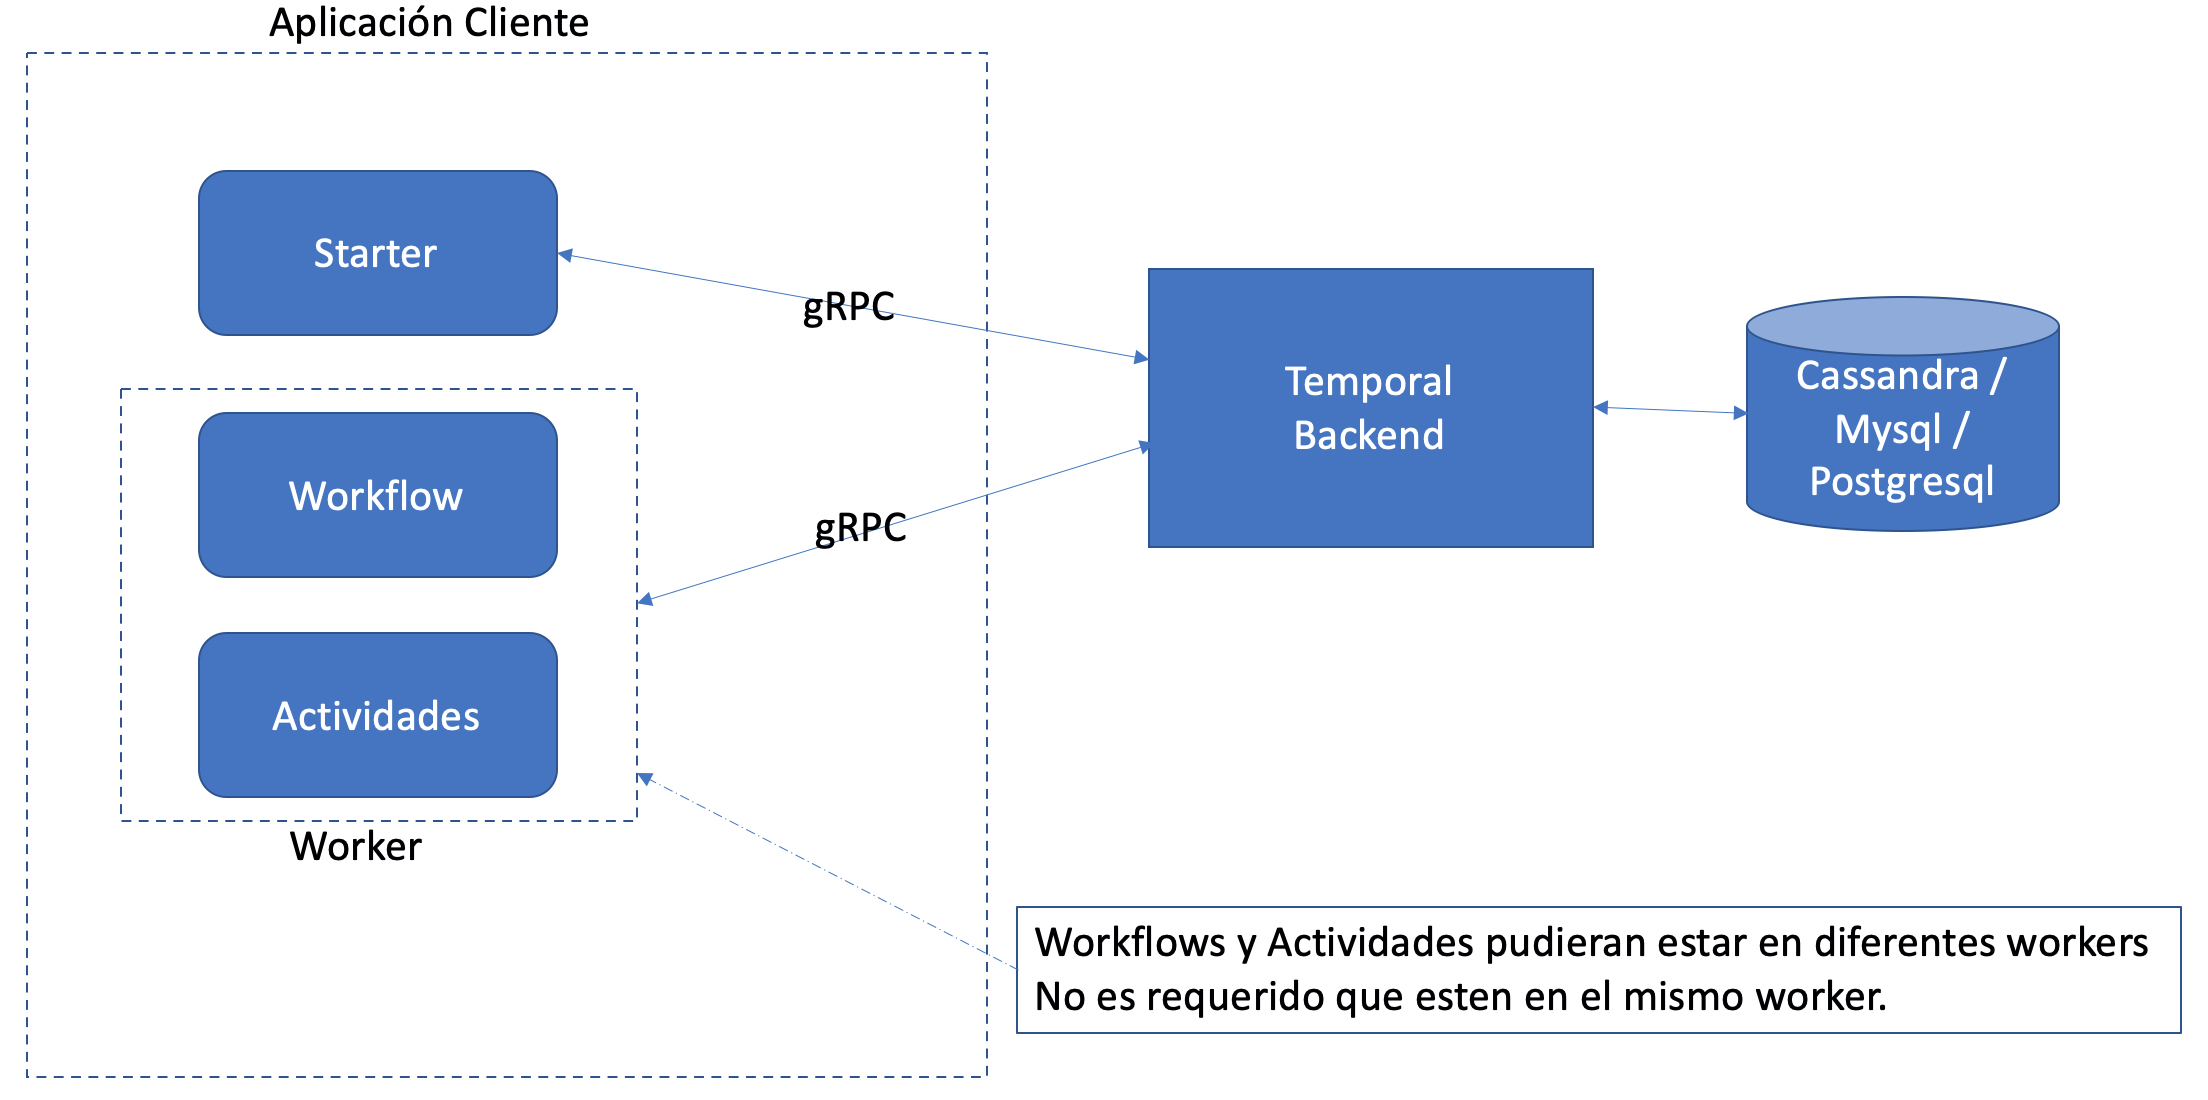 Aplicación Cliente
Starter
gRPC
Workflow
gRPC
Actividades
Worker
Temporal
Backend
Cassandra /
Mysql /
Postgresql
Workflows y Actividades pudieran estar en diferentes workers
No es requerido que esten en el mismo worker.